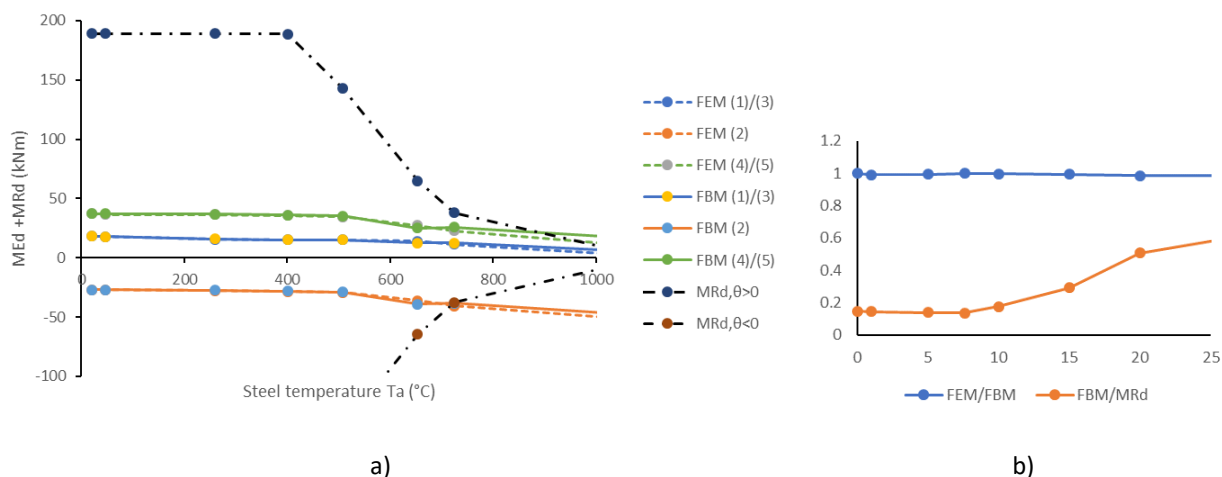 200
150
100
50
0
-50
-100
MEd +MRd (kNm)
0
200
400
600
800
1000
Steel temperature Ta (°C)
FEM (1)/(3)
FEM (2)
FEM (4)/(5)
FBM (1)/(3)
FBM (2)
FBM (4)/(5)
MRd,θ>0
MRd,θ<0
a)
1.2
1
0.8
0.6
0.4
0.2
0
0
5
10
15
20
25
FEM/FBM
FBM/MRd
b)